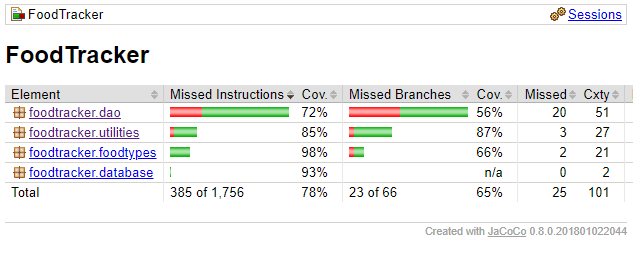 FoodTracker Sessions
FoodTracker
Element Missed Instructions Cov. Missed Branches Cov. Missed Cxty
foodtracker.dao 72% 56% 20 51
foodtracker.utilities 85% 87% 3 27
foodtracker.foodtypes 98% 66% 2 21
foodtracker.database 93% n/a 0 2
Total 385 of 1,756 78% 23 of 66 65% 25 101
Created with JaCoCo 0.8.0.201801022044